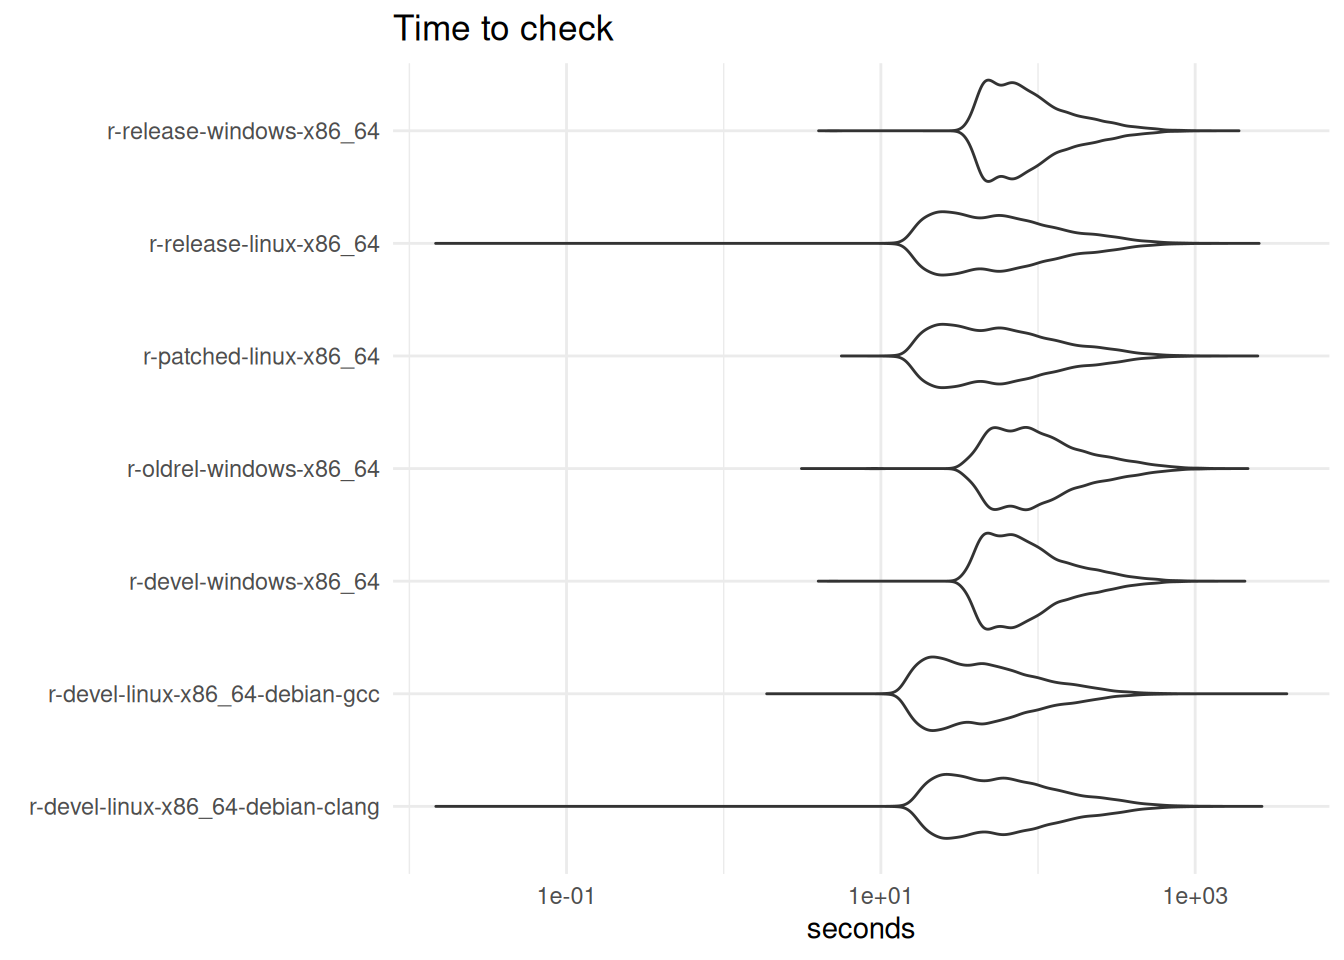 Time to check
r-release-windows-x86_64
r-release-linux-x86_64
r-patched-linux-x86_64
r-oldrel-windows-x86_64
r-devel-windows-x86_64
r-devel-linux-x86_64-debian-gcc
r-devel-linux-x86_64-debian-clang
1e-01 1e+01 1e+03
seconds